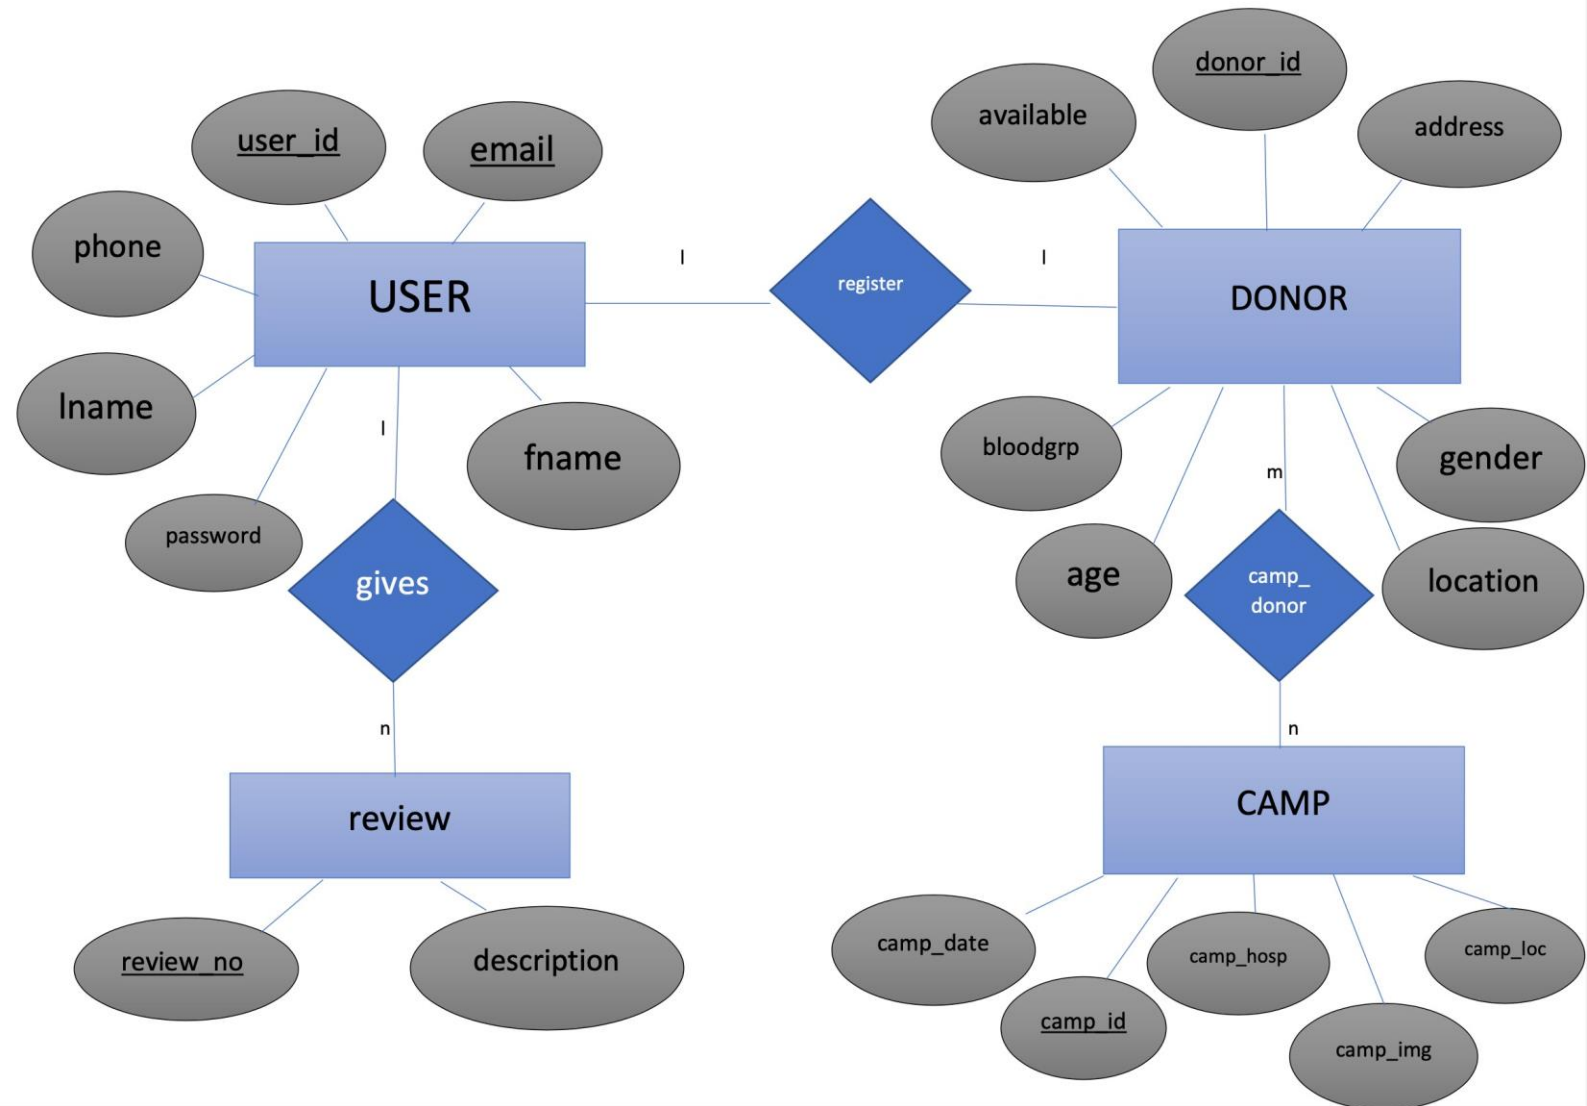 donor_id
available
address
user_id
email
phone
USER
l
register
l
DONOR
lname
l
fname
bloodgrp
m
gender
password
gives
age
camp_
donor
location
n
n
review
CAMP
review_no
description
camp_date
camp_hosp
camp_loc
camp_id
camp_img